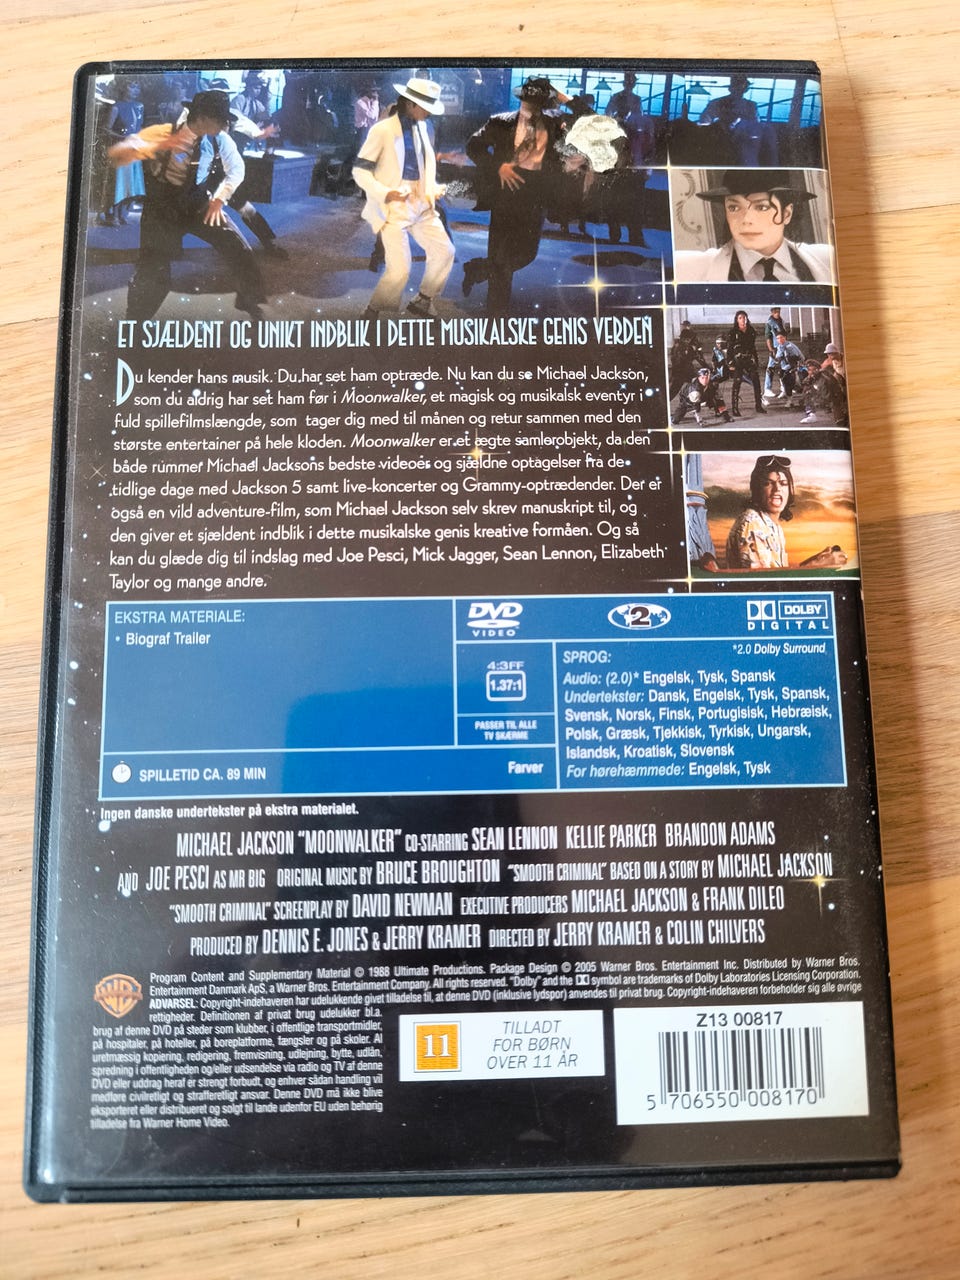 ET SJÆLDENT OG UNIKT INDBLIK I DETTE MUSIKALSKE GENIS VERDEN
Du kender hans musik. Du har set ham optræde. Nu kan du se Michael Jackson,
som du aldrig har set ham før i Moonwalker, et magisk og musikalsk eventyr i
fuld spillefilmslængde, som tager dig med til månen og retur sammen med den
største entertainer på hele kloden. Moonwalker er et ægte samlerobjekt, da den
både rummer Michael Jacksons bedste videoer og sjældne optagelser fra de
tidlige dage med Jackson 5 samt live-koncerter og Grammy-optrædender. Der er
også en vild adventure-film, som Michael Jackson selv skrev manuskript til, og
den giver et sjældent indblik i dette musikalske genis kreative formåen. Og så
kan du glæde dig til indslag med Joe Pesci, Mick Jagger, Sean Lennon, Elizabeth
Taylor og mange andre.
EKSTRA MATERIALE:
• Biograf Trailer
SPILLETID CA. 89 MIN
Farver
DVD
VIDEO
2
DOLBY
DIGITAL
*2.0 Dolby Surround
4:3FF
1.37:1
PASSER TIL ALLE
TV SKÆRME
SPROG:
Audio: (2.0)* Engelsk, Tysk, Spansk
Undertekster: Dansk, Engelsk, Tysk, Spansk,
Svensk, Norsk, Finsk, Portugisisk, Hebræisk,
Polsk, Græsk, Tjekkisk, Tyrkisk, Ungarsk,
Islandsk, Kroatisk, Slovensk
For hørehæmmede: Engelsk, Tysk
Ingen danske undertekster på ekstra materialet.
MICHAEL JACKSON "MOONWALKER" CO-STARRING SEAN LENNON KELLIE PARKER BRANDON ADAMS
AND JOE PESCI AS MR BIG ORIGINAL MUSIC BY BRUCE BROUGHTON "SMOOTH CRIMINAL" BASED ON A STORY BY MICHAEL JACKSON
"SMOOTH CRIMINAL" SCREENPLAY BY DAVID NEWMAN EXECUTIVE PRODUCERS MICHAEL JACKSON & FRANK DILEO
PRODUCED BY DENNIS E. JONES & JERRY KRAMER DIRECTED BY JERRY KRAMER & COLIN CHILVERS
WB
Program Content and Supplementary Material © 1988 Ultimate Productions. Package Design © 2005 Warner Bros. Entertainment Inc. Distributed by Warner Bros.
Entertainment Danmark ApS, a Warner Bros. Entertainment Company. All rights reserved. "Dolby" and the symbol are trademarks of Dolby Laboratories Licensing Corporation.
ADVARSEL: Copyright-indehaveren har udelukkende givet tilladelse til, at denne DVD (inklusive lydspor) anvendes til privat brug. Copyright-indehaveren forbeholder sig alle øvrige
rettigheder. Definitionen af privat brug udelukker bl.a.
brug af denne DVD på steder som klubber, i offentlige transportmidler,
på hospitaler, på hoteller, på boreplatforme, fængsler og på skoler. Al
uretmæssig kopiering, redigering, fremvisning, udlejning, bytte, udlån,
spredning i offentligheden og/eller udsendelse via radio og TV af denne
DVD eller uddrag heraf er strengt forbudt, og enhver sådan handling vil
medføre civilretligt og strafferetligt ansvar. Denne DVD må ikke blive
eksporteret eller distribueret og solgt til lande udenfor EU uden behørig
tilladelse fra Warner Home Video.
11
TILLADT
FOR BØRN
OVER 11 ÅR
Z13 00817
5 706550 008170